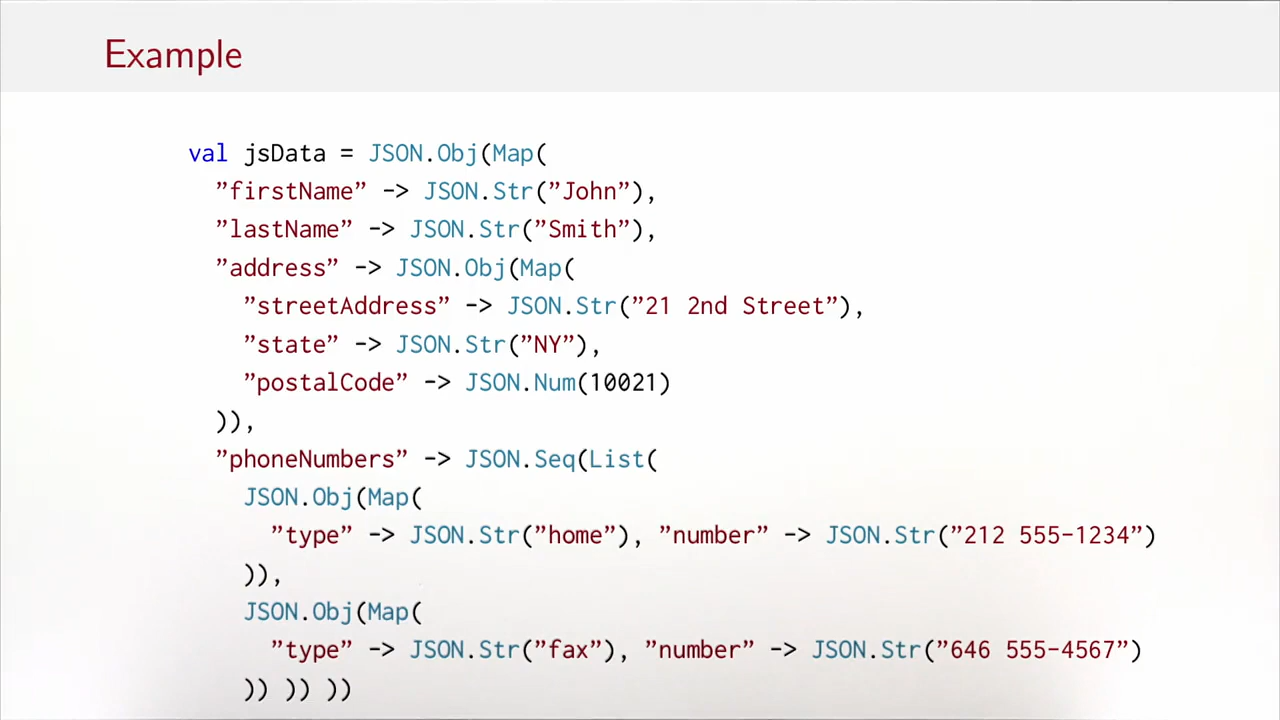 Example
val jsData = JSON.Obj(Map(
"firstName" -> JSON.Str("John"),
"lastName" -> JSON.Str("Smith"),
"address" -> JSON.Obj(Map(
"streetAddress" -> JSON.Str("21 2nd Street"),
"state" -> JSON.Str("NY"),
"postalCode" -> JSON.Num(10021)
)),
"phoneNumbers" -> JSON.Seq(List(
JSON.Obj(Map(
"type" -> JSON.Str("home"), "number" -> JSON.Str("212 555-1234")
)),
JSON.Obj(Map(
"type" -> JSON.Str("fax"), "number" -> JSON.Str("646 555-4567")
)) )) ))